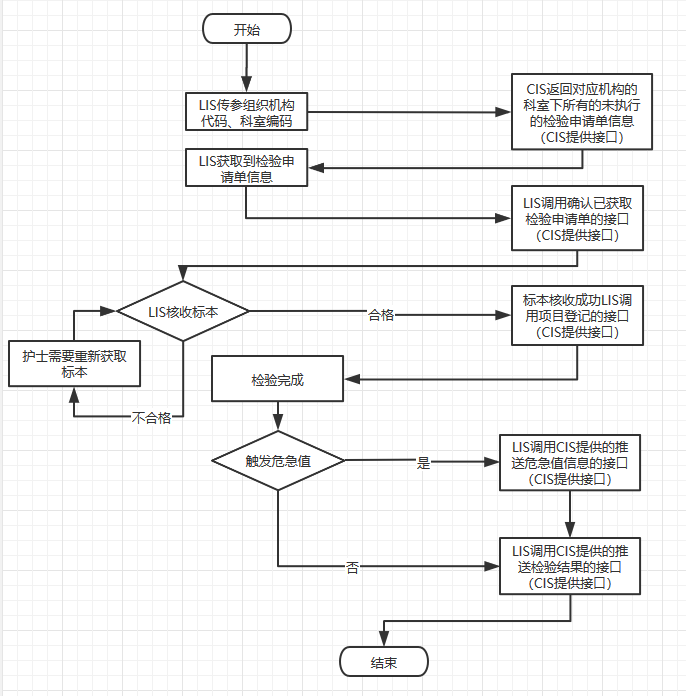 开始
LIS传参组织机构
代码、科室编码
CIS返回对应机构的
科室下所有的未执行
的检验申请单信息
（CIS提供接口）
LIS获取到检验申
请单信息
LIS调用确认已获取
检验申请单的接口
（CIS提供接口）
LIS核收标本
合格
标本核收成功LIS调
用项目登记的接口
（CIS提供接口）
护士需要重新获取
标本
不合格
检验完成
触发危急值
是
LIS调用CIS提供的推
送危急值信息的接口
（CIS提供接口）
否
LIS调用CIS提供的推
送检验结果的接口
（CIS提供接口）
结束